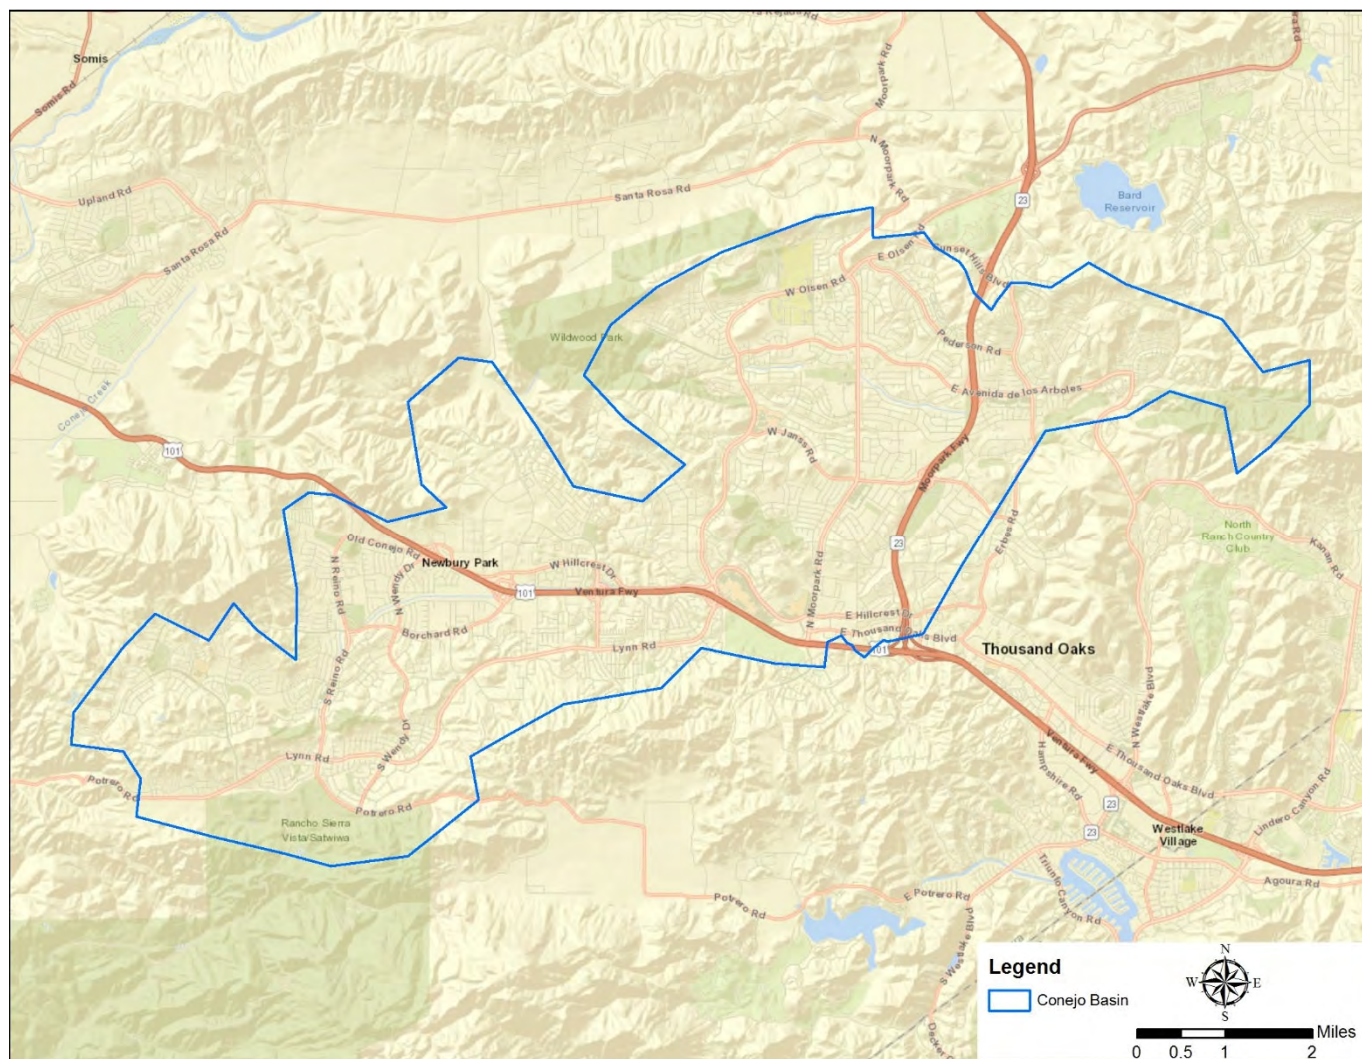 Somis
Somis Rd
Moorpark Rd
N Moorpark Rd
Upland Rd
Santa Rosa Rd
Santa Rosa Rd
23
Bard
Reservoir
E Olsen Rd
Sunset Hills Blvd
W Olsen Rd
Wildwood Park
Pederson Rd
E Avenida de los Arboles
Conejo Creek
101
W Janss Rd
Moorpark Fwy
Erbes Rd
North
Ranch Country
Club
Kanan Rd
23
Old Conejo Rd
Newbury Park
N Reino Rd
N Wendy Dr
W Hillcrest Dr
101
Ventura Fwy
Borchard Rd
N Moorpark Rd
E Hillcrest Dr
E Thousand Oaks Blvd
Lynn Rd
101
Thousand Oaks
S Reino Rd
S Wendy Dr
N Westlake Blvd
Lynn Rd
Potrero Rd
Potrero Rd
Ventura Fwy
E Thousand Oaks Blvd
Hampshire Rd
Lindero Canyon Rd
Rancho Sierra
Vista/Satwiwa
23
23
Westlake
Village
Triunfo Canyon Rd
Agoura Rd
Potrero Rd
E Potrero Rd
S Westlake Blvd
Legend
Conejo Basin
N
W E
S
Miles
0 0.5 1 2